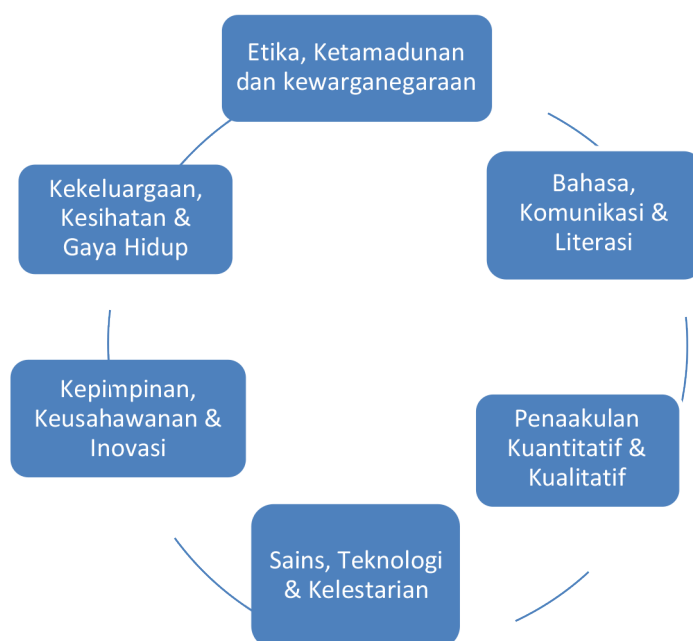 Etika, Ketamadunan
dan kewarganegaraan
Bahasa,
Komunikasi &
Literasi
Penaakulan
Kuantitatif &
Kualitatif
Sains, Teknologi
& Kelestarian
Kepimpinan,
Keusahawanan &
Inovasi
Kekeluargaan,
Kesihatan &
Gaya Hidup